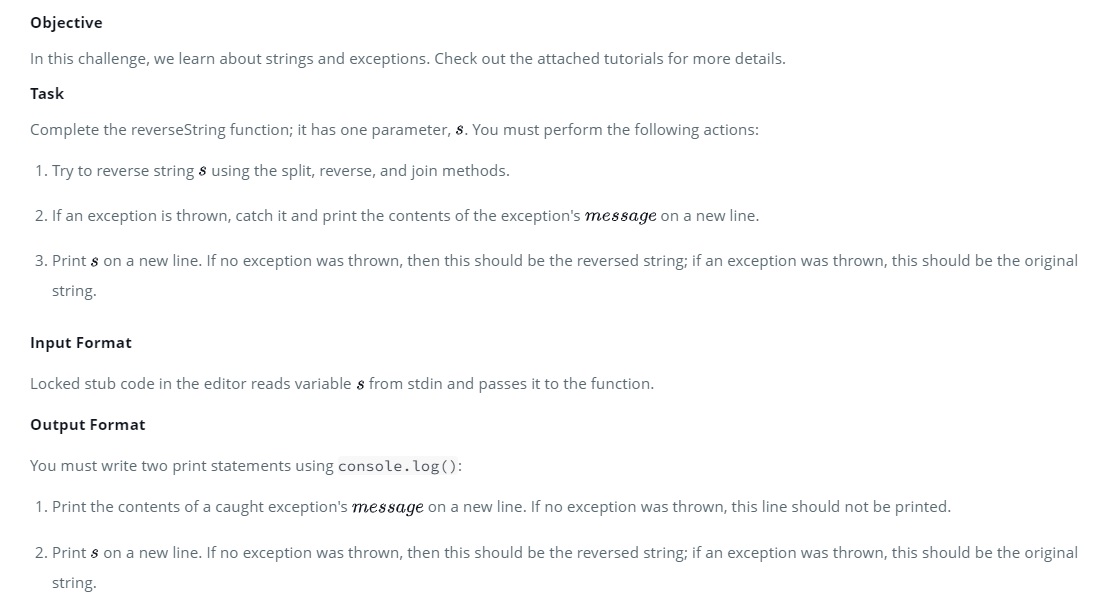 Objective
In this challenge, we learn about strings and exceptions. Check out the attached tutorials for more details.
Task
Complete the reverseString function; it has one parameter, s. You must perform the following actions:
1. Try to reverse string s using the split, reverse, and join methods.
2. If an exception is thrown, catch it and print the contents of the exception's message on a new line.
3. Print s on a new line. If no exception was thrown, then this should be the reversed string; if an exception was thrown, this should be the original
string.
Input Format
Locked stub code in the editor reads variable s from stdin and passes it to the function.
Output Format
You must write two print statements using console.log():
1. Print the contents of a caught exception's message on a new line. If no exception was thrown, this line should not be printed.
2. Print s on a new line. If no exception was thrown, then this should be the reversed string; if an exception was thrown, this should be the original
string.